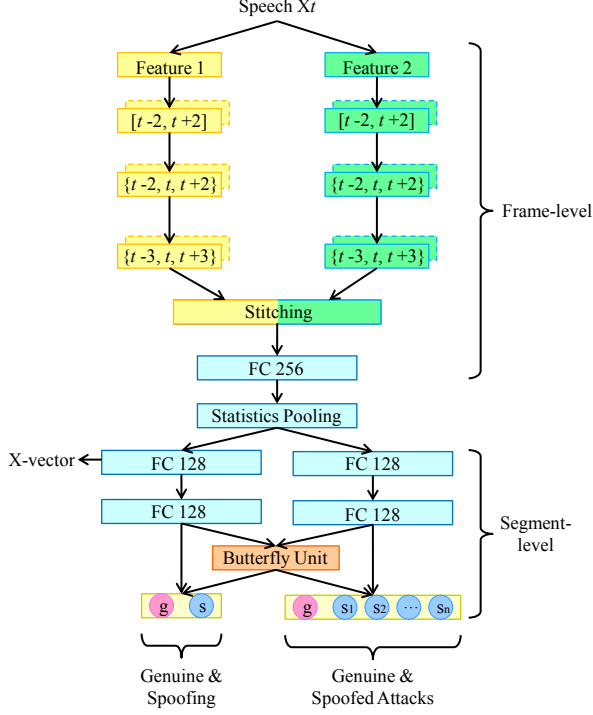 Speech Xt
Feature 1
Feature 2
[t -2, t +2]
[t -2, t +2]
{t -2, t, t +2}
{t -2, t, t +2}
{t -3, t, t +3}
{t -3, t, t +3}
Frame-level
Stitching
FC 256
Statistics Pooling
X-vector
FC 128
FC 128
FC 128
FC 128
Segment-
level
Butterfly Unit
g s
g s1 s2 ··· sn
Genuine &
Spoofing
Genuine &
Spoofed Attacks